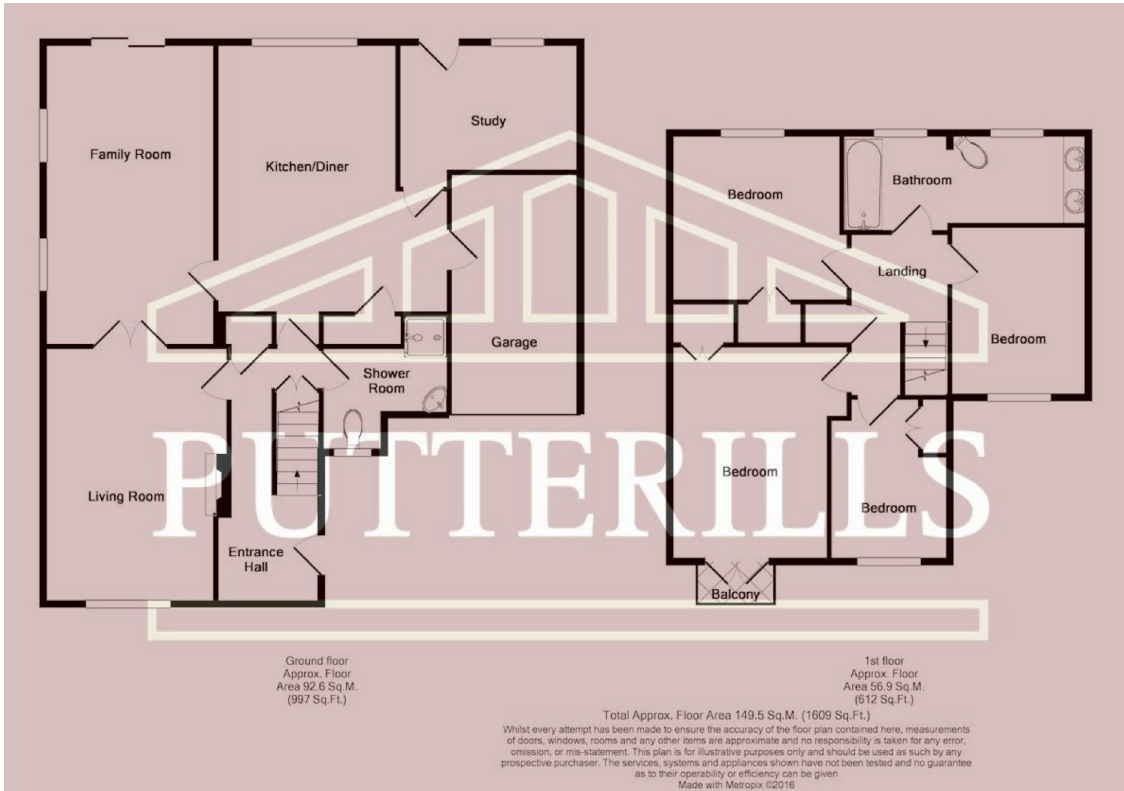 Family Room
Kitchen/Diner
Study
Garage
Shower
Room
Living Room
Entrance
Hall
Bedroom
Bathroom
Landing
Bedroom
Bedroom
Bedroom
Balcony
PUTTERILLS
Ground floor
Approx. Floor
Area 92.6 Sq.M.
(997 Sq.Ft.)
1st floor
Approx. Floor
Area 56.9 Sq.M.
(612 Sq.Ft.)
Total Approx. Floor Area 149.5 Sq.M. (1609 Sq.Ft.)
Whilst every attempt has been made to ensure the accuracy of the floor plan contained here, measurements
of doors, windows, rooms and any other items are approximate and no responsibility is taken for any error,
omission, or mis-statement. This plan is for illustrative purposes only and should be used as such by any
prospective purchaser. The services, systems and appliances shown have not been tested and no guarantee
as to their operability or efficiency can be given
Made with Metropix ©2016